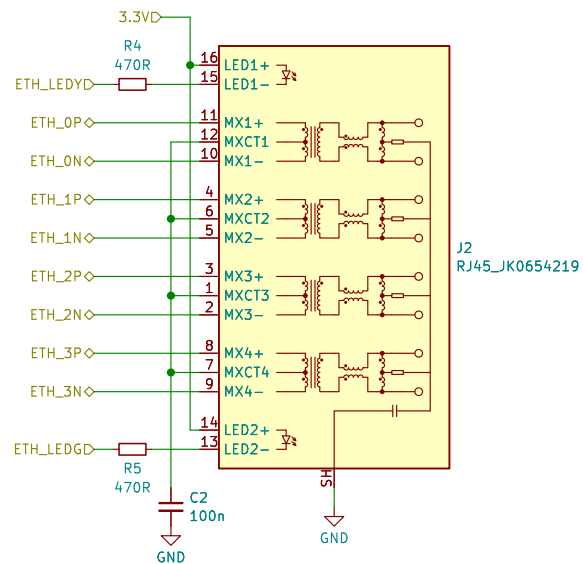 3.3V
R4
470R
ETH_LEDY
16 LED1+
15 LED1-
ETH_0P 11 MX1+
12 MXCT1
ETH_0N 10 MX1-
ETH_1P 4 MX2+
6 MXCT2
ETH_1N 5 MX2-
J2
RJ45_JK0654219
ETH_2P 3 MX3+
1 MXCT3
ETH_2N 2 MX3-
ETH_3P 8 MX4+
7 MXCT4
ETH_3N 9 MX4-
14 LED2+
ETH_LEDG 13 LED2-
R5
470R
SH
C2
100n
GND
GND